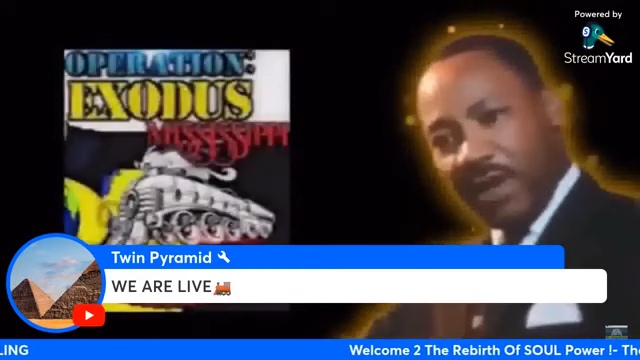 Powered by
StreamYard
OPERATION:
EXODUS
MISSISSIPPI
Twin Pyramid
WE ARE LIVE🚂
LING
Welcome 2 The Rebirth Of SOUL Power !- The